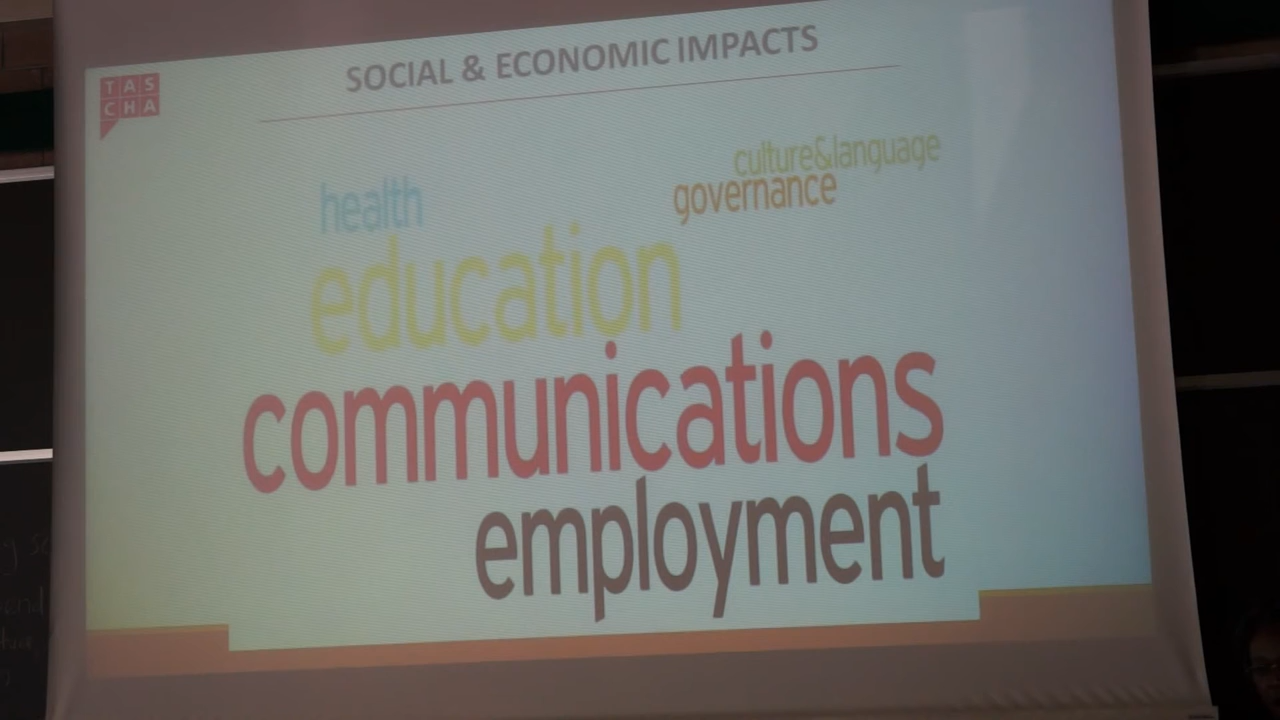 SOCIAL & ECONOMIC IMPACTS
TAS
CHA
culture&language
health
governance
education
communications
employment